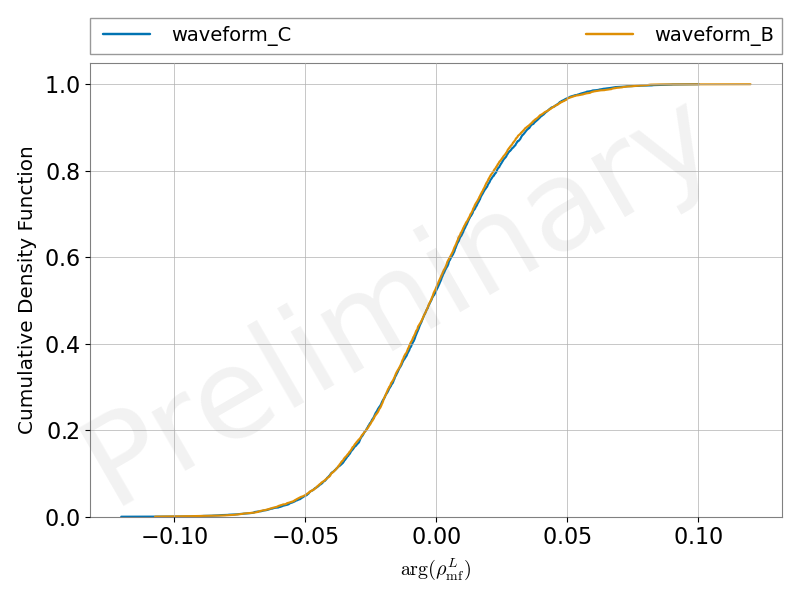 waveform_C waveform_B
1.0
0.8
0.6
0.4
0.2
0.0
Cumulative Density Function
Preliminary
−0.10 −0.05 0.00 0.05 0.10
arg(ρ_mf^L)